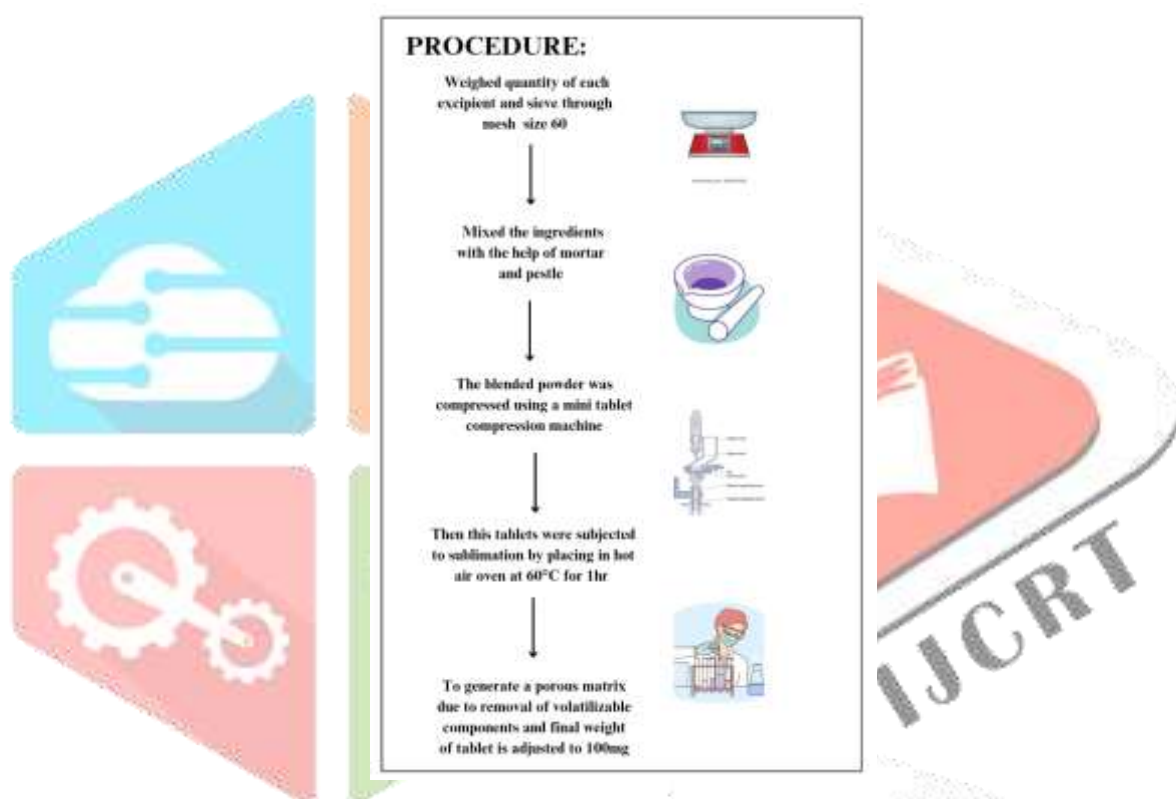 PROCEDURE:
Weighed quantity of each
excipient and sieve through
mesh size 60
Mixed the ingredients
with the help of mortar
and pestle
The blended powder was
compressed using a mini tablet
compression machine
Then this tablets were subjected
to sublimation by placing in hot
air oven at 60°C for 1hr
To generate a porous matrix
due to removal of volatilizable
components and final weight
of tablet is adjusted to 100mg
IJCRT